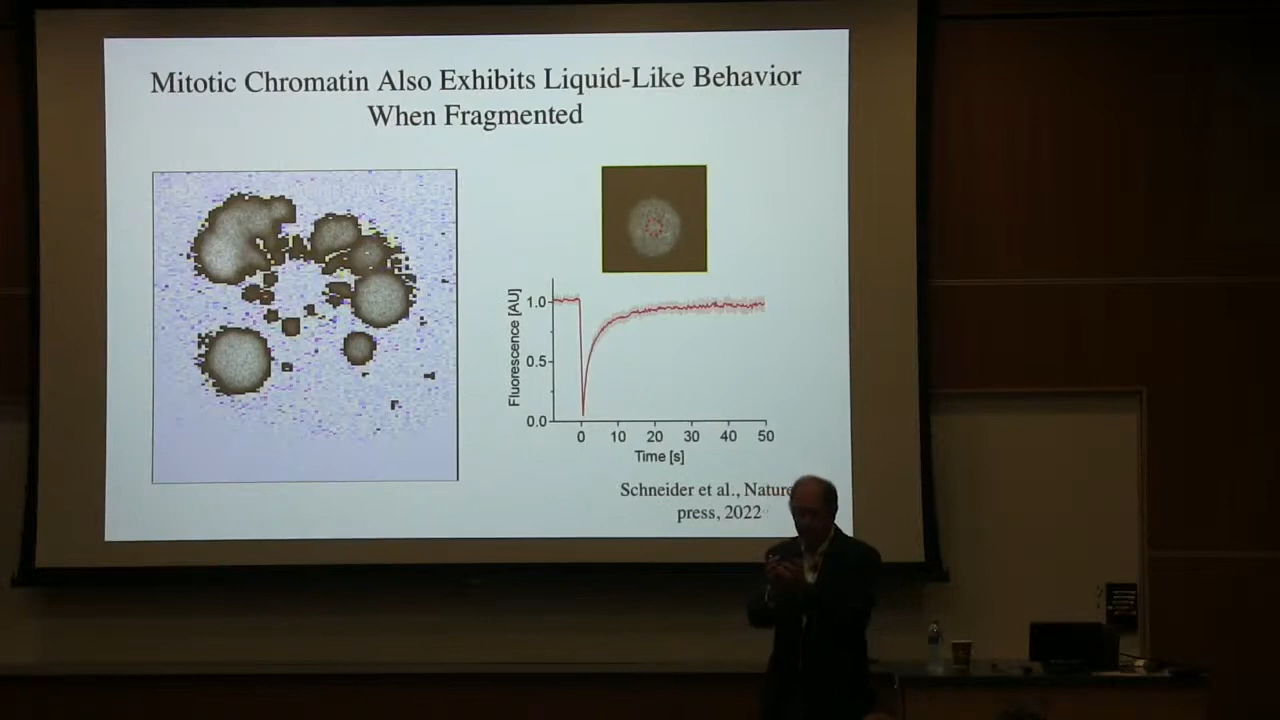 Mitotic Chromatin Also Exhibits Liquid-Like Behavior
When Fragmented
Fluorescence [AU]
1.0
0.5
0.0
0 10 20 30 40 50
Time [s]
Schneider et al., Nature
press, 2022